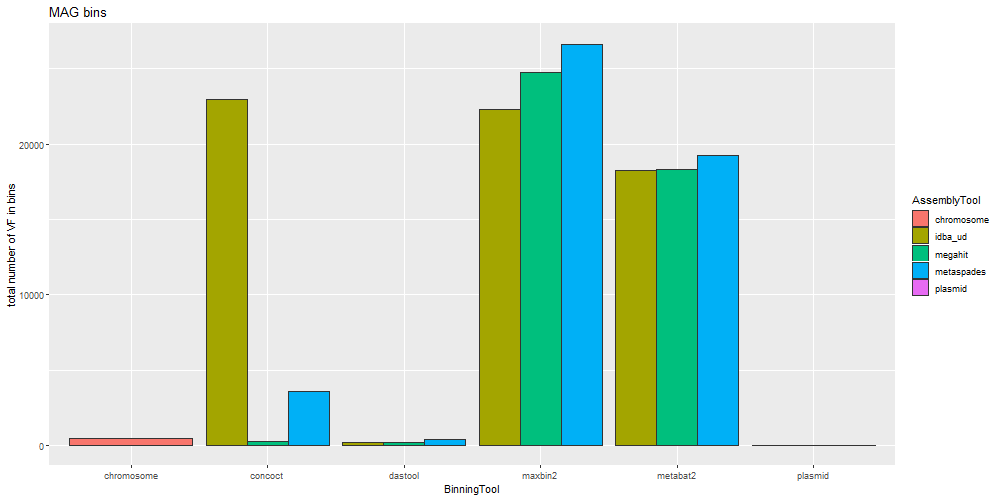 MAG bins
total number of VF in bins
20000
10000
0
chromosome
concoct
dastool
maxbin2
metabat2
plasmid
BinningTool
AssemblyTool
chromosome
idba_ud
megahit
metaspades
plasmid